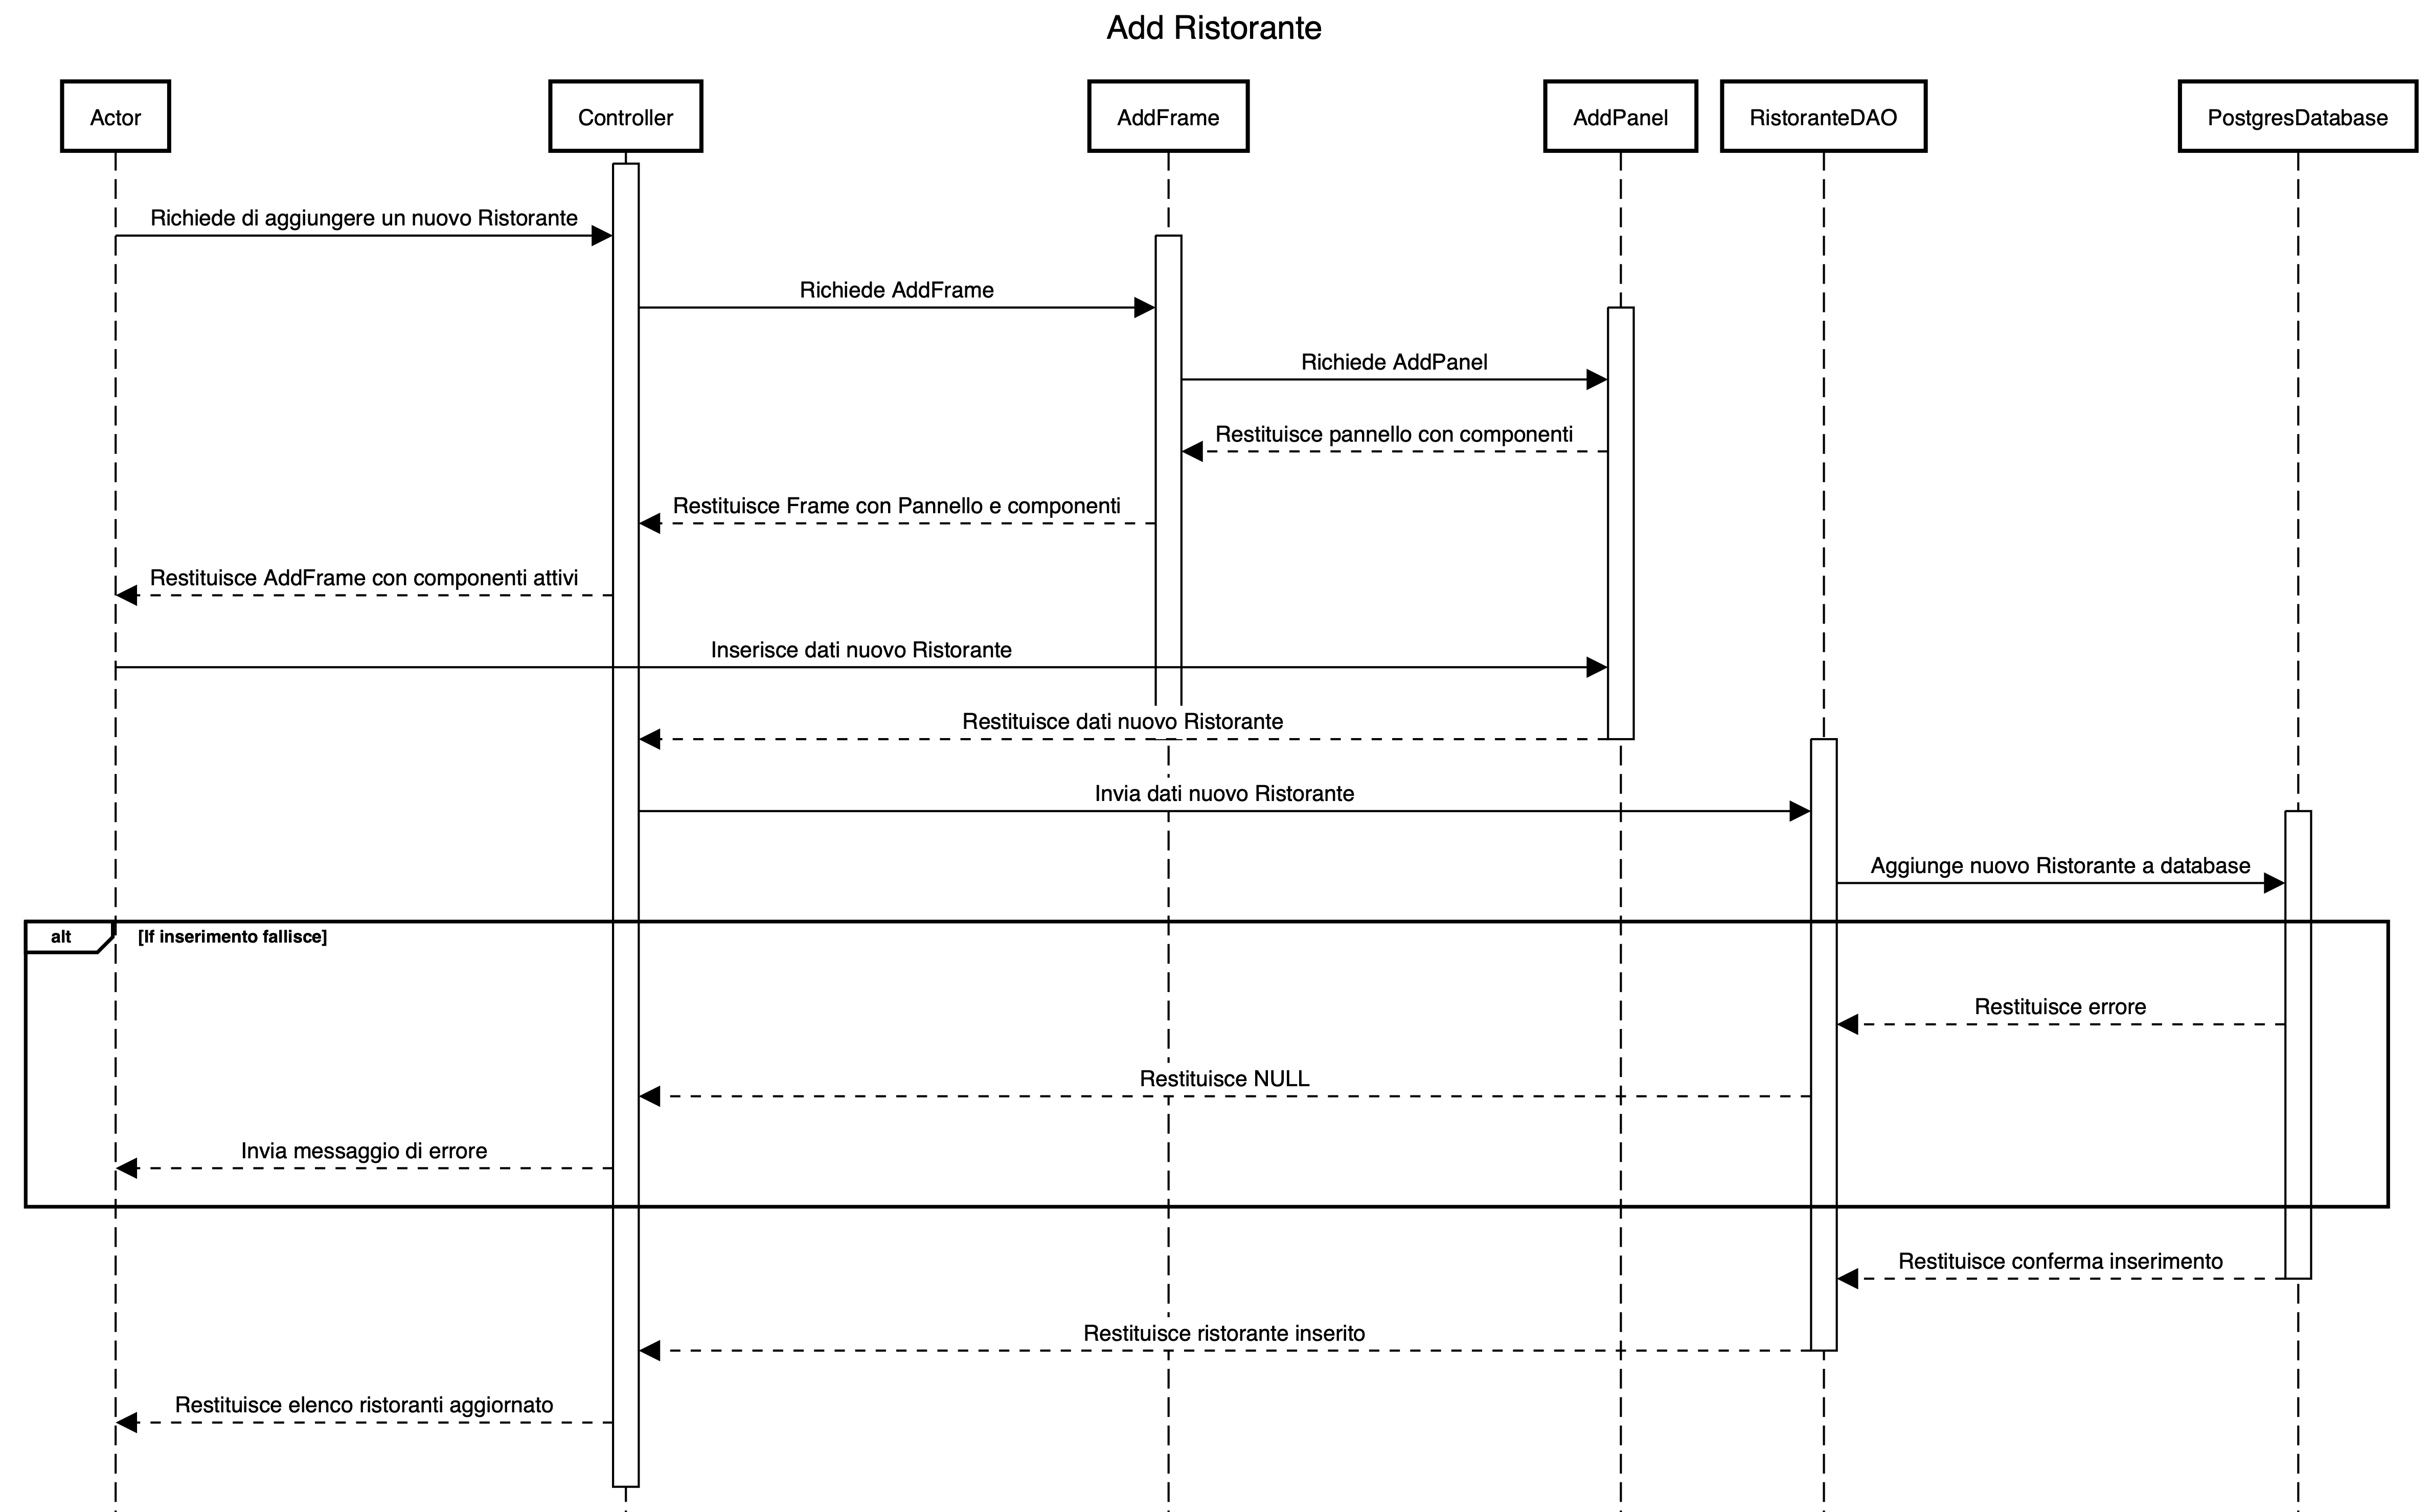 Add Ristorante
Actor
Controller
AddFrame
AddPanel
RistoranteDAO
PostgresDatabase
Richiede di aggiungere un nuovo Ristorante
Richiede AddFrame
Richiede AddPanel
Restituisce pannello con componenti
Restituisce Frame con Pannello e componenti
Restituisce AddFrame con componenti attivi
Inserisce dati nuovo Ristorante
Restituisce dati nuovo Ristorante
Invia dati nuovo Ristorante
Aggiunge nuovo Ristorante a database
alt
[If inserimento fallisce]
Restituisce errore
Restituisce NULL
Invia messaggio di errore
Restituisce conferma inserimento
Restituisce ristorante inserito
Restituisce elenco ristoranti aggiornato